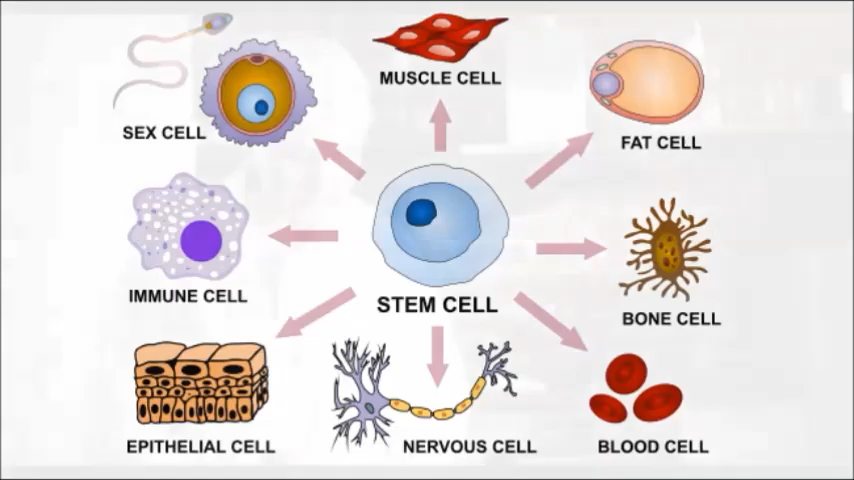 MUSCLE CELL
SEX CELL
FAT CELL
IMMUNE CELL
STEM CELL
BONE CELL
EPITHELIAL CELL
NERVOUS CELL
BLOOD CELL